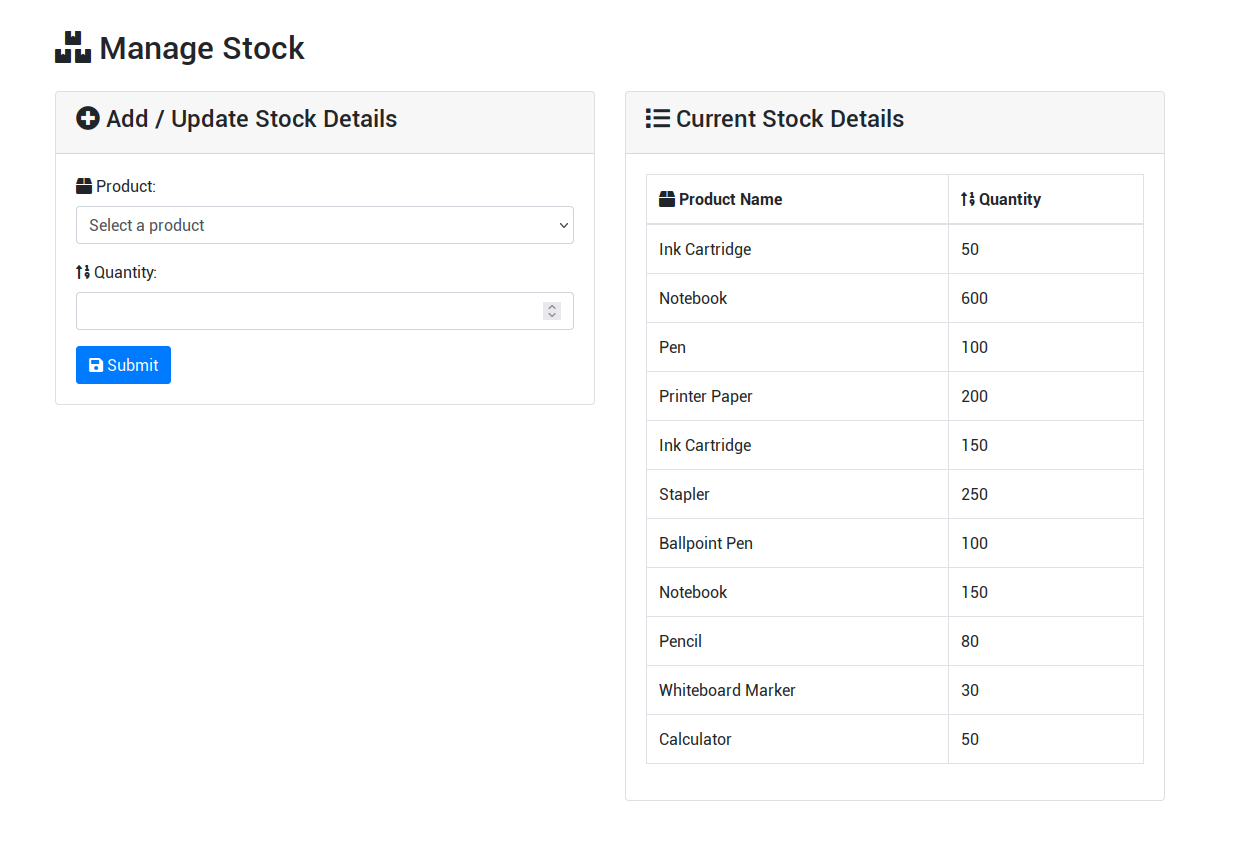 Manage Stock
Add / Update Stock Details
Product:
Select a product
Quantity:
Submit
Current Stock Details
Product Name Quantity
Ink Cartridge 50
Notebook 600
Pen 100
Printer Paper 200
Ink Cartridge 150
Stapler 250
Ballpoint Pen 100
Notebook 150
Pencil 80
Whiteboard Marker 30
Calculator 50